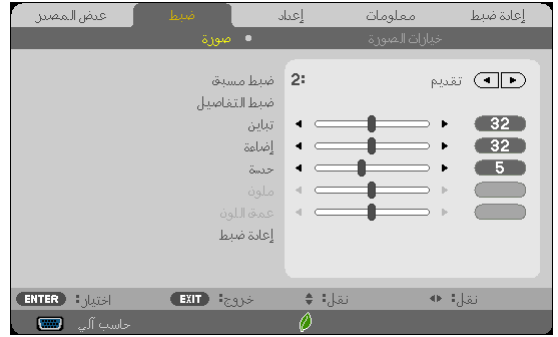 عرض المصدر ضبط إعداد معلومات إعادة ضبط
• صورة خيارات الصورة
ضبط مسبق 2: تقديم
ضبط التفاصيل
تباين 32
إضاءة 32
حدة 5
ملون
عمق اللون
إعادة ضبط
ENTER اختيار: EXIT خروج: نقل: نقل:
حاسب آلي